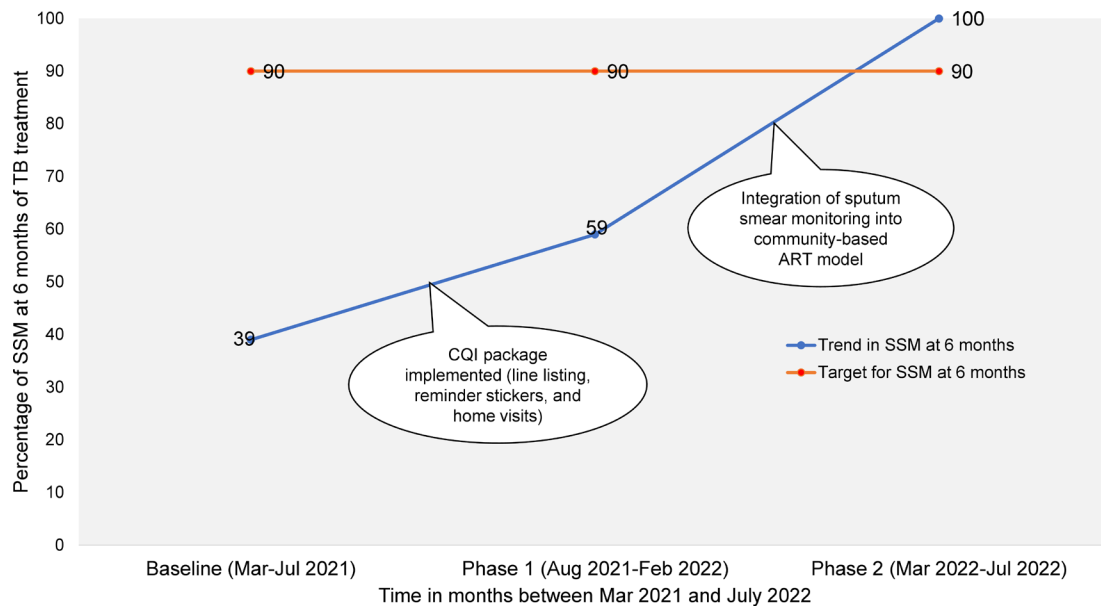 Percentage of SSM at 6 months of TB treatment
100
90
80
70
60
50
40
30
20
10
0
100
90
90
90
59
39
Integration of sputum
smear monitoring into
community-based
ART model
CQI package
implemented (line listing,
reminder stickers, and
home visits)
Trend in SSM at 6 months
Target for SSM at 6 months
Baseline (Mar-Jul 2021)
Phase 1 (Aug 2021-Feb 2022)
Phase 2 (Mar 2022-Jul 2022)
Time in months between Mar 2021 and July 2022